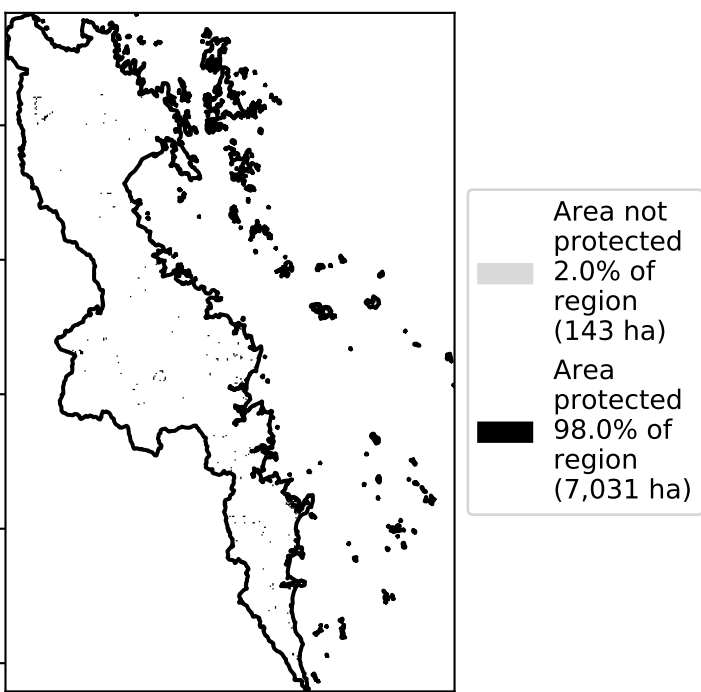 Area not
protected
2.0% of
region
(143 ha)
Area
protected
98.0% of
region
(7,031 ha)